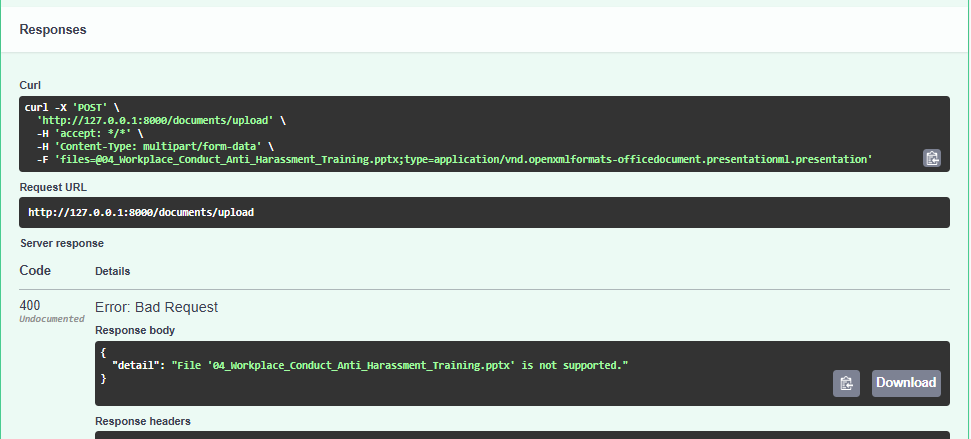 Responses
Curl
curl -X 'POST' \
'http://127.0.0.1:8000/documents/upload' \
-H 'accept: */*' \
-H 'Content-Type: multipart/form-data' \
-F 'files=@04_Workplace_Conduct_Anti_Harassment_Training.pptx;type=application/vnd.openxmlformats-officedocument.presentationml.presentation'
Request URL
http://127.0.0.1:8000/documents/upload
Server response
Code Details
400 Error: Bad Request
Undocumented
Response body
{
"detail": "File '04_Workplace_Conduct_Anti_Harassment_Training.pptx' is not supported."
}
Download
Response headers